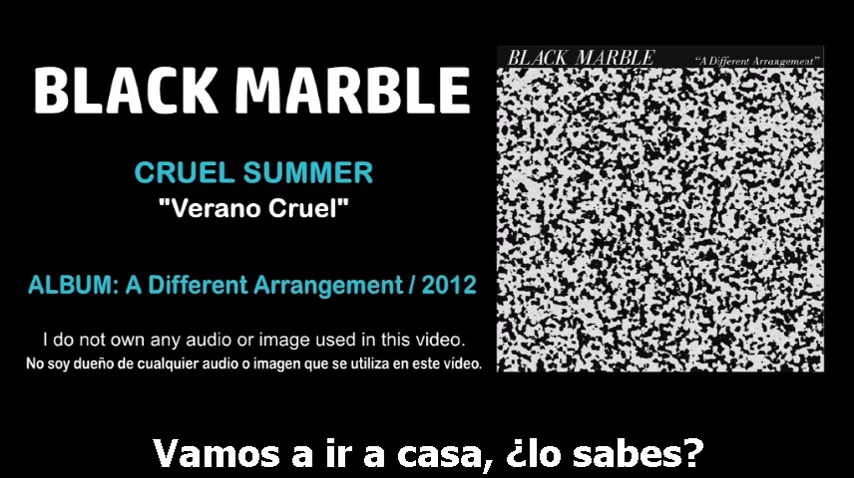 BLACK MARBLE
CRUEL SUMMER
"Verano Cruel"
ALBUM: A Different Arrangement / 2012
I do not own any audio or image used in this video.
No soy dueño de cualquier audio o imagen que se utiliza en este vídeo.
BLACK MARBLE “A Different Arrangement”
Vamos a ir a casa, ¿lo sabes?